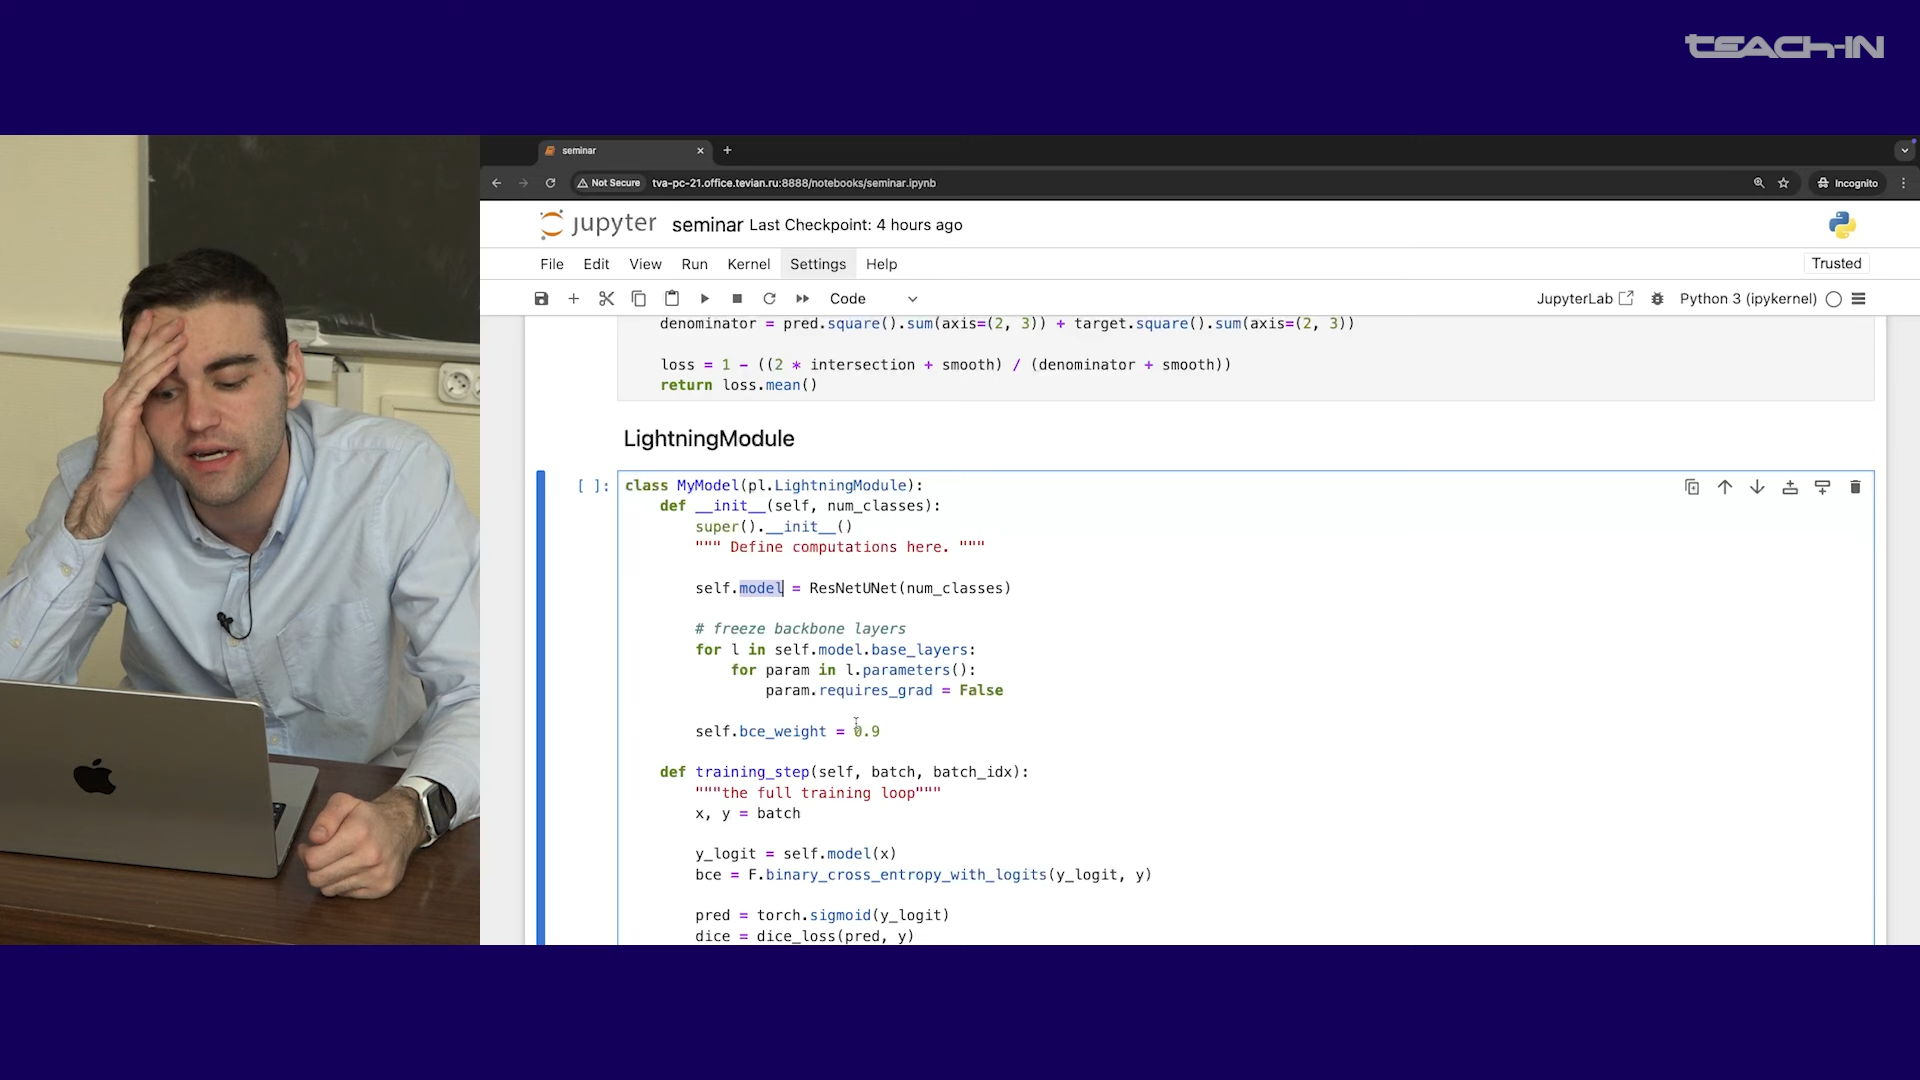 teach-in
seminar
Not Secure tva-pc-21.office.tevian.ru:8888/notebooks/seminar.ipynb
Incognito
jupyter seminar Last Checkpoint: 4 hours ago
File Edit View Run Kernel Settings Help
Trusted
Code
JupyterLab Python 3 (ipykernel)
denominator = pred.square().sum(axis=(2, 3)) + target.square().sum(axis=(2, 3))
loss = 1 - ((2 * intersection + smooth) / (denominator + smooth))
return loss.mean()
LightningModule
[ ]: class MyModel(pl.LightningModule):
def __init__(self, num_classes):
super().__init__()
""" Define computations here. """
self.model = ResNetUNet(num_classes)
# freeze backbone layers
for l in self.model.base_layers:
for param in l.parameters():
param.requires_grad = False
self.bce_weight = 0.9
def training_step(self, batch, batch_idx):
"""the full training loop"""
x, y = batch
y_logit = self.model(x)
bce = F.binary_cross_entropy_with_logits(y_logit, y)
pred = torch.sigmoid(y_logit)
dice = dice_loss(pred, y)